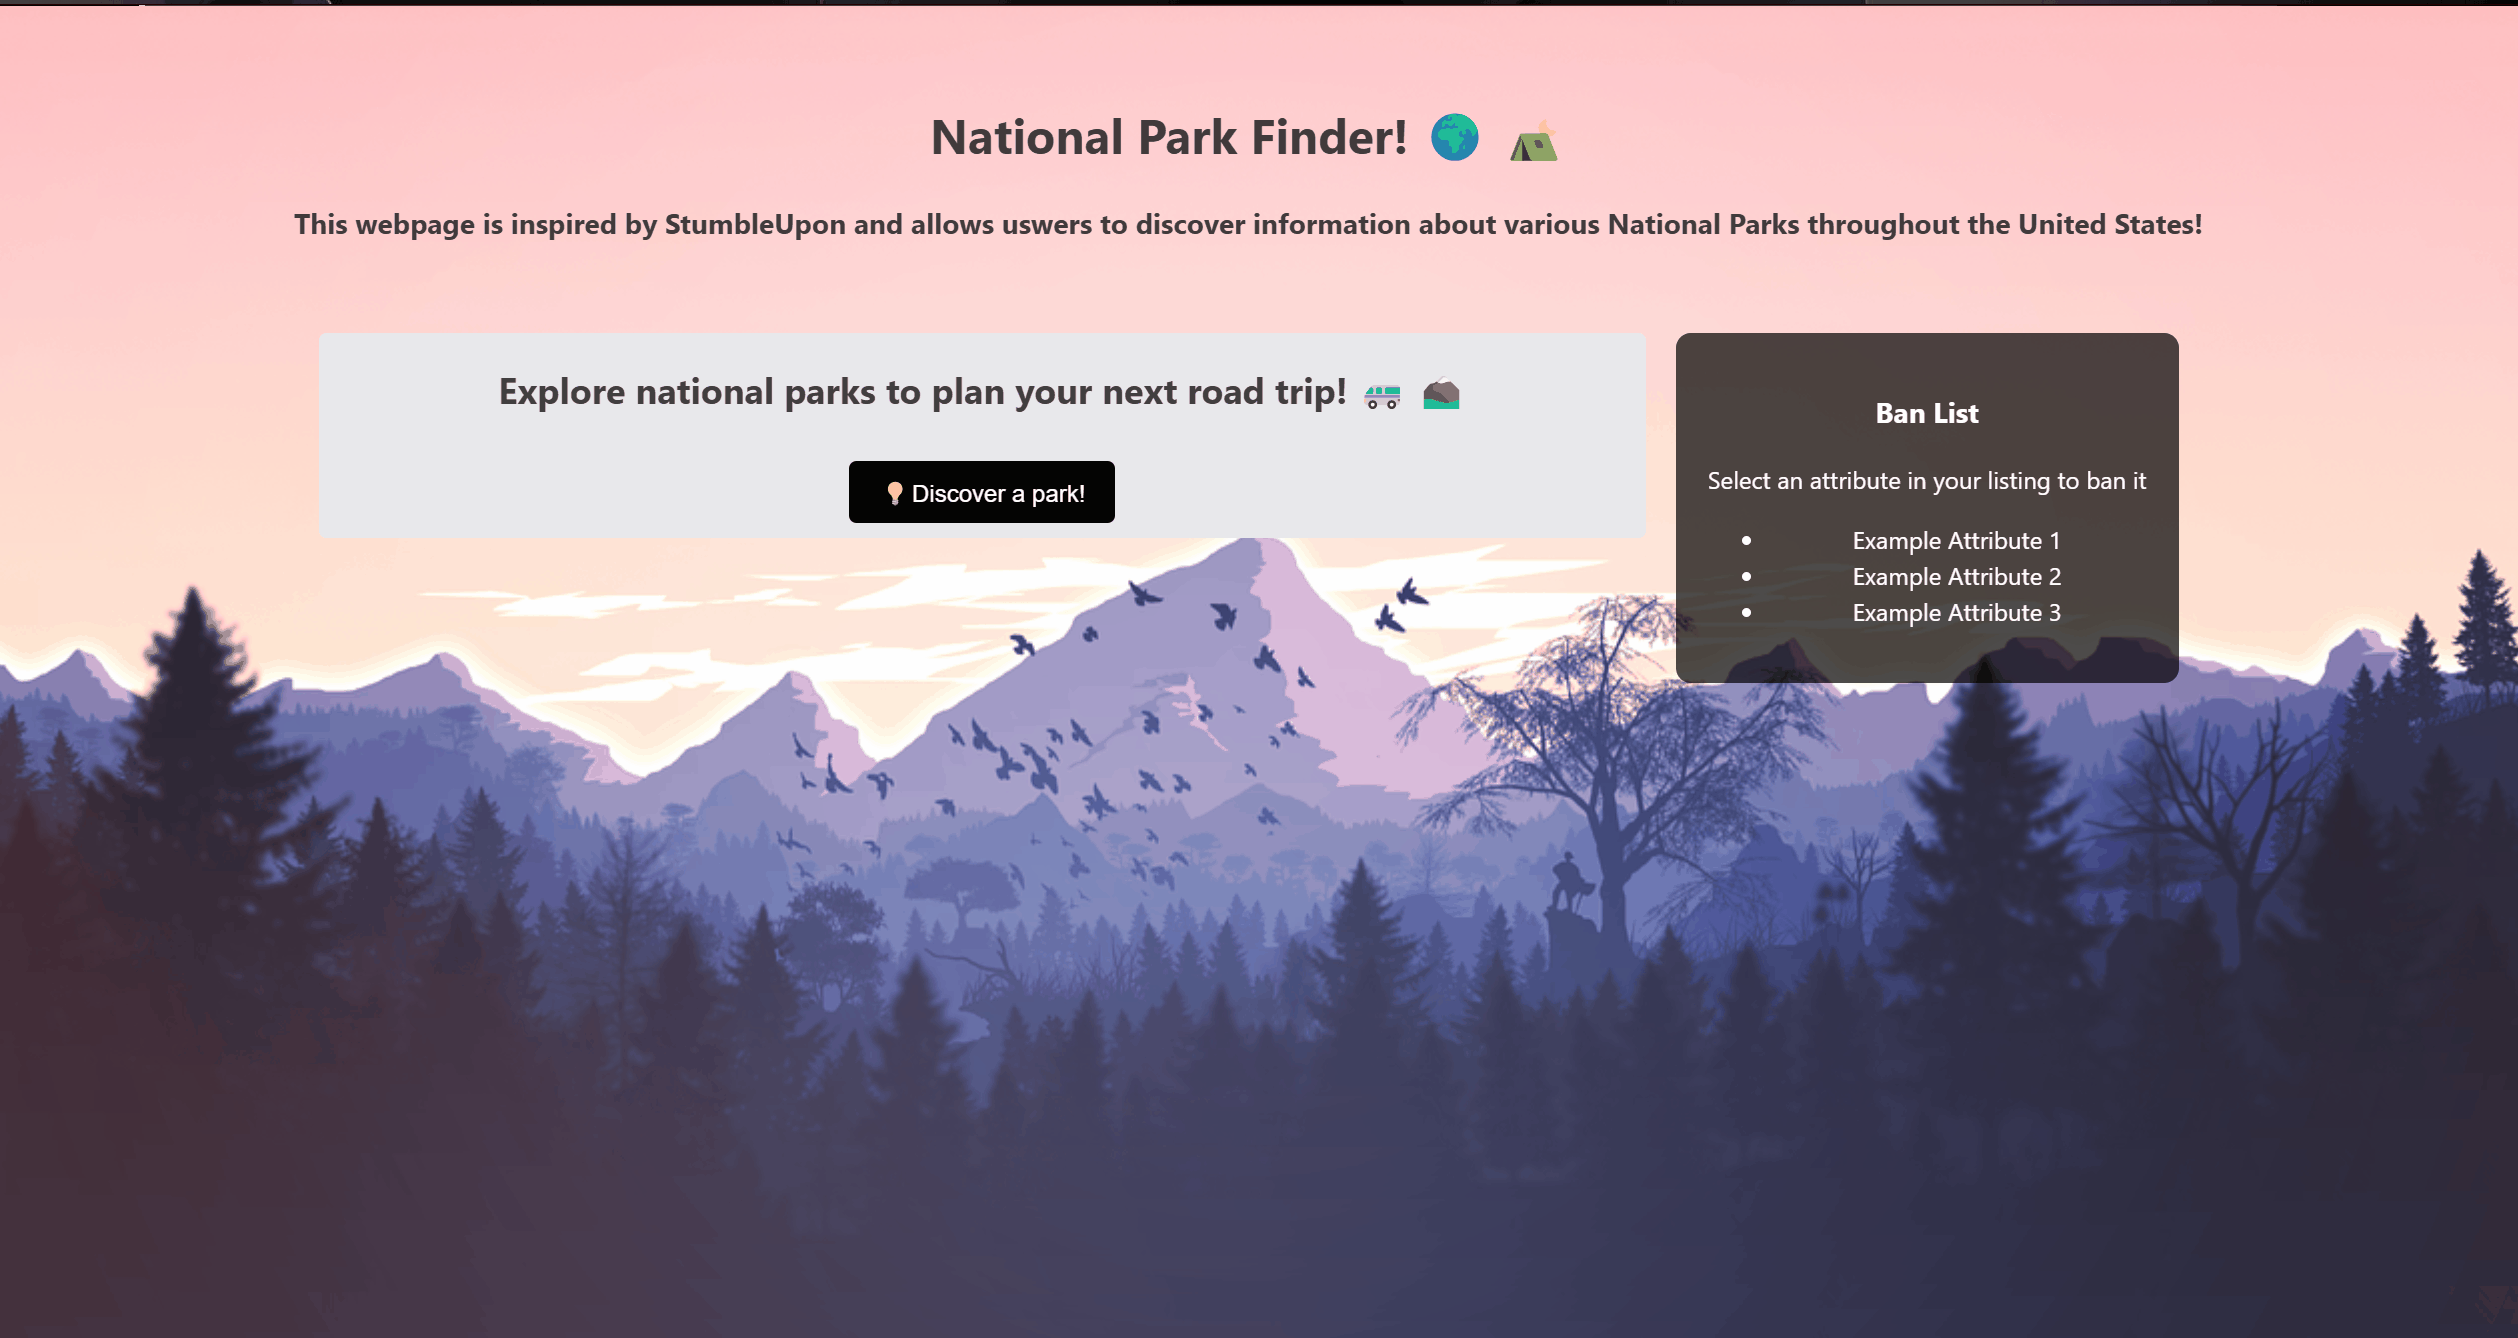 National Park Finder! 🌍 🏕️
This webpage is inspired by StumbleUpon and allows uswers to discover information about various National Parks throughout the United States!
Explore national parks to plan your next road trip! 🚐 ⛰️
💡 Discover a park!
Ban List
Select an attribute in your listing to ban it
• Example Attribute 1
• Example Attribute 2
• Example Attribute 3